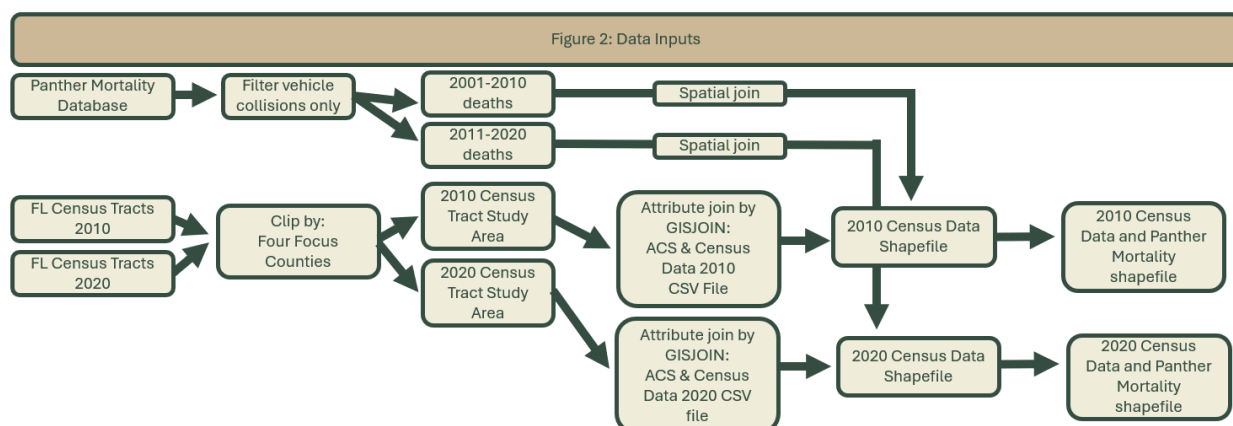 Figure 2: Data Inputs
Panther Mortality
Database
Filter vehicle
collisions only
2001-2010
deaths
Spatial join
2011-2020
deaths
Spatial join
FL Census Tracts
2010
FL Census Tracts
2020
Clip by:
Four Focus
Counties
2010 Census
Tract Study
Area
2020 Census
Tract Study
Area
Attribute join by
GISJOIN:
ACS & Census
Data 2010
CSV File
Attribute join by
GISJOIN:
ACS & Census
Data 2020 CSV
file
2010 Census Data
Shapefile
2020 Census Data
Shapefile
2010 Census
Data and Panther
Mortality
shapefile
2020 Census
Data and Panther
Mortality
shapefile